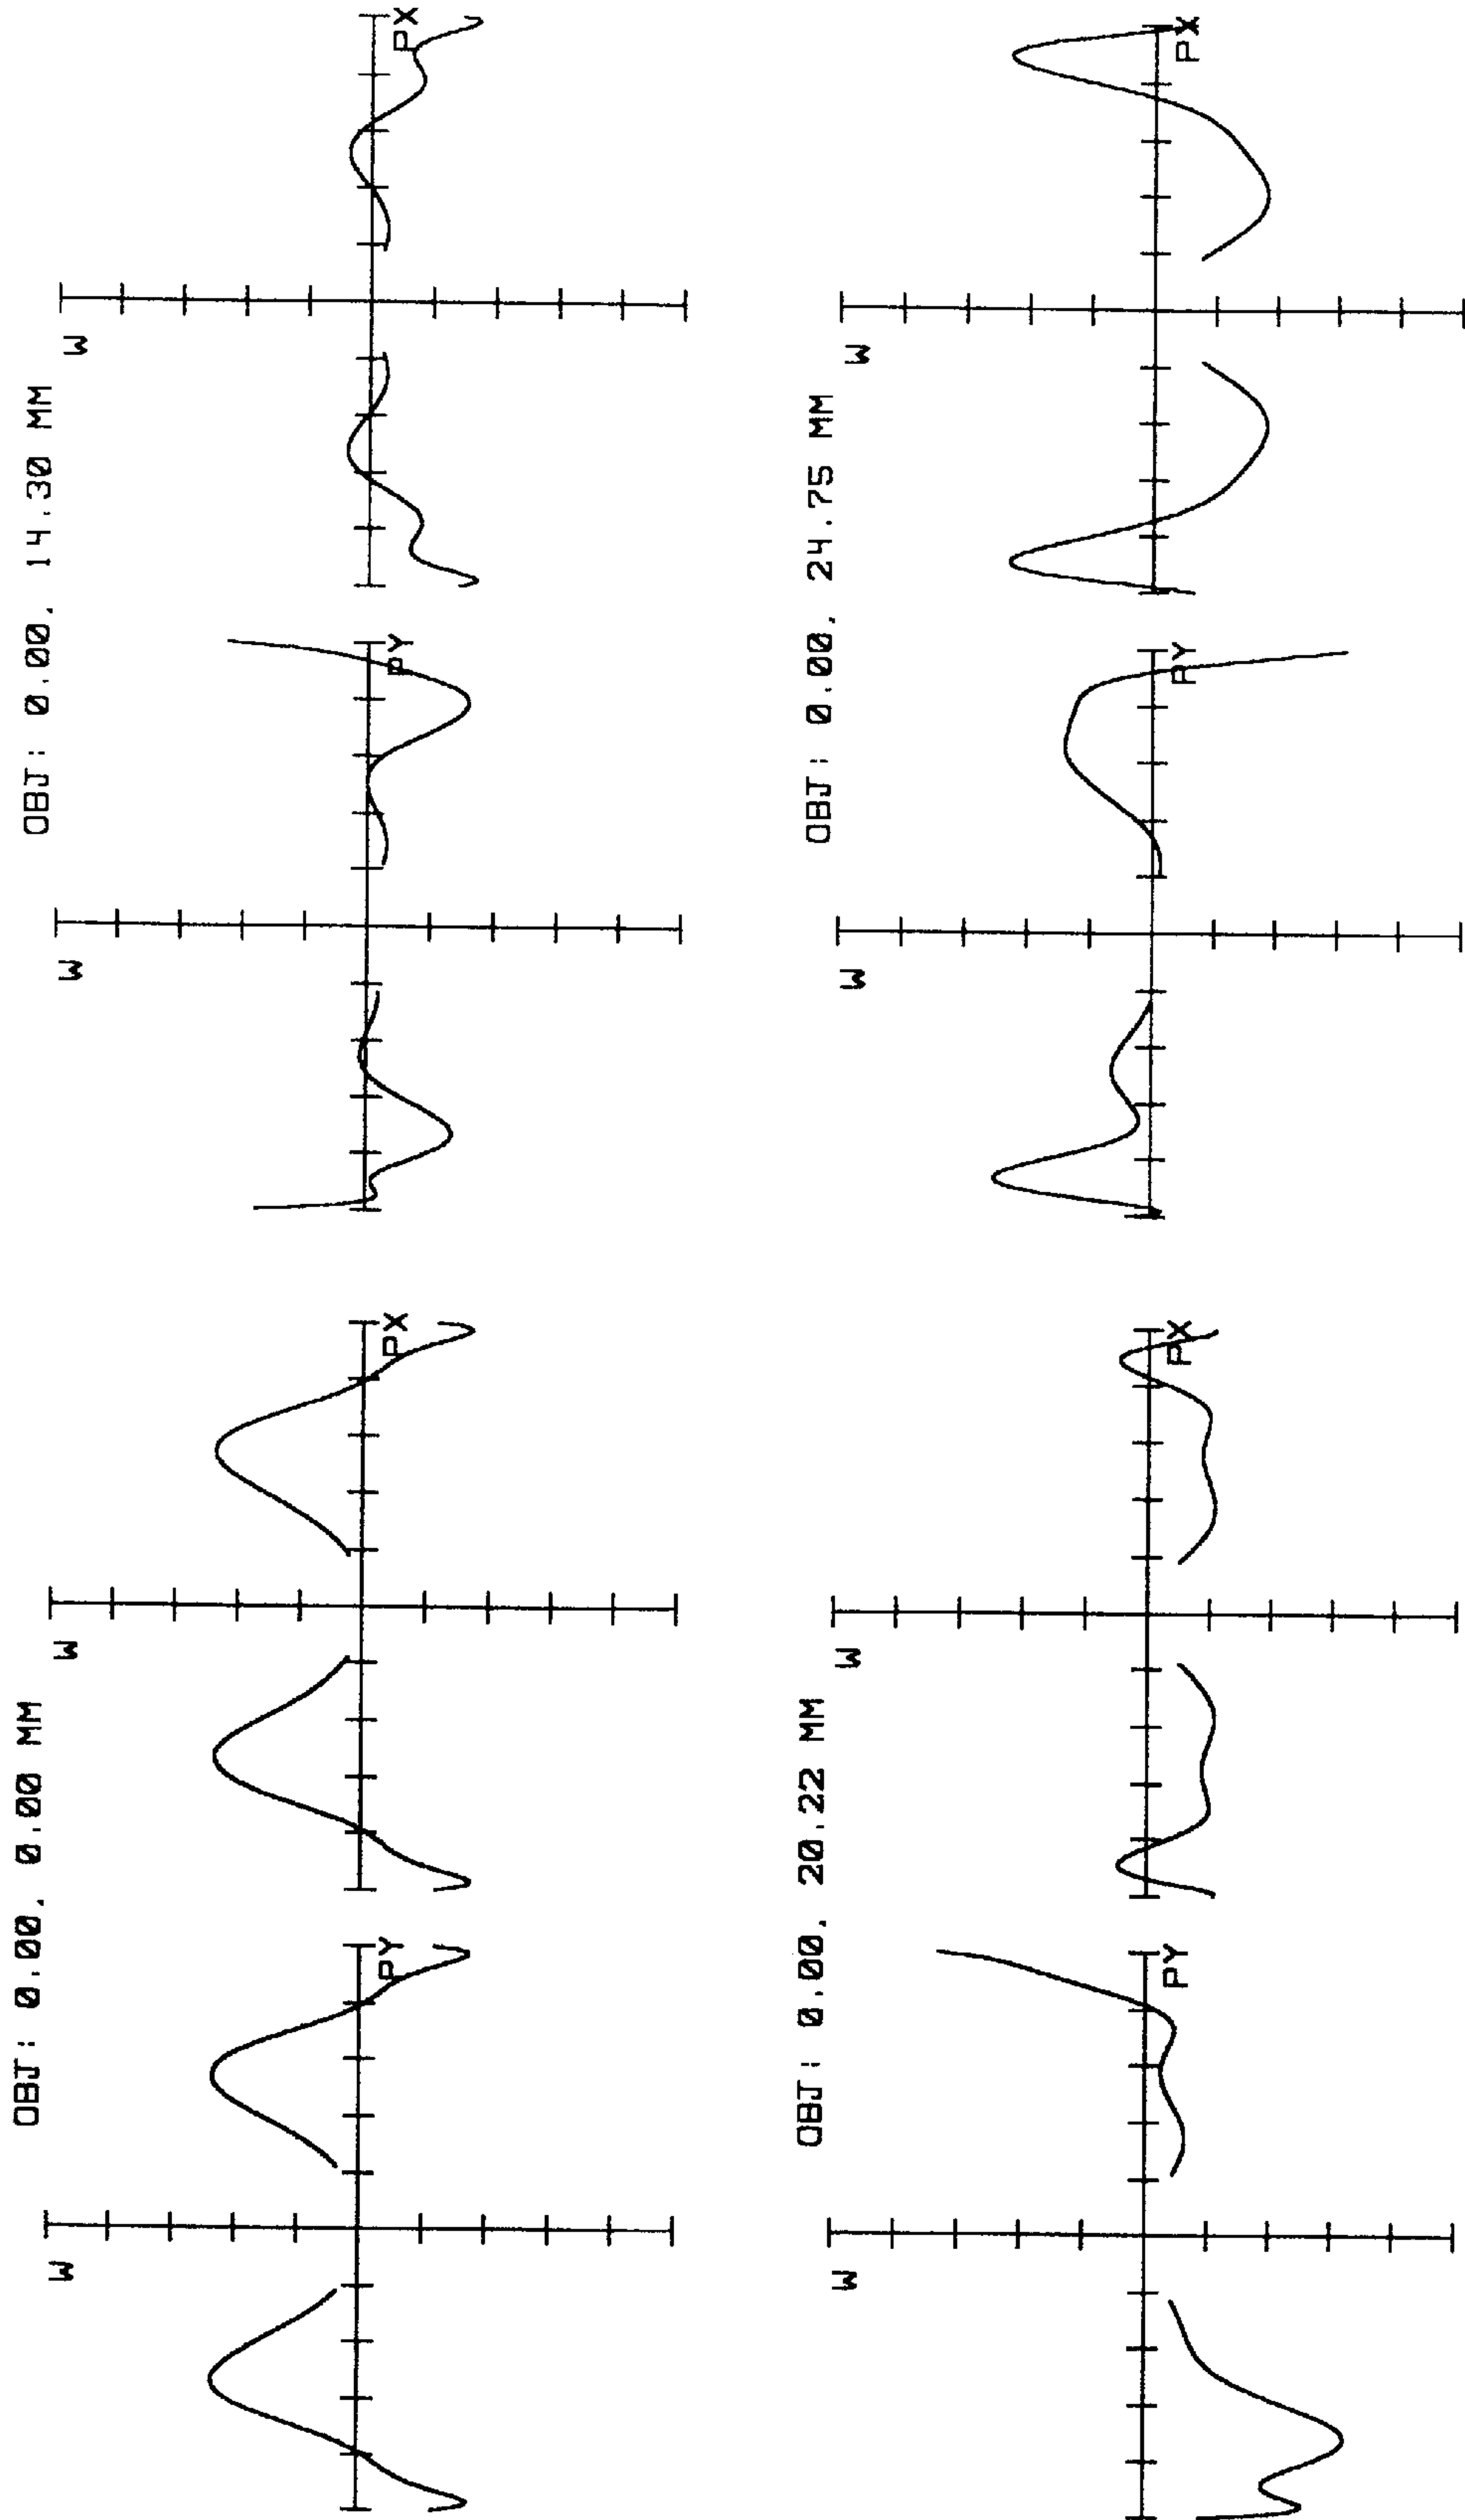 OBJ: 0.00, 0.00 MM
W
PY
W
PX
OBJ: 0.00, 14.30 MM
W
PY
W
PX
OBJ: 0.00, 20.22 MM
W
PY
W
PX
OBJ: 0.00, 24.75 MM
W
PY
W
PX